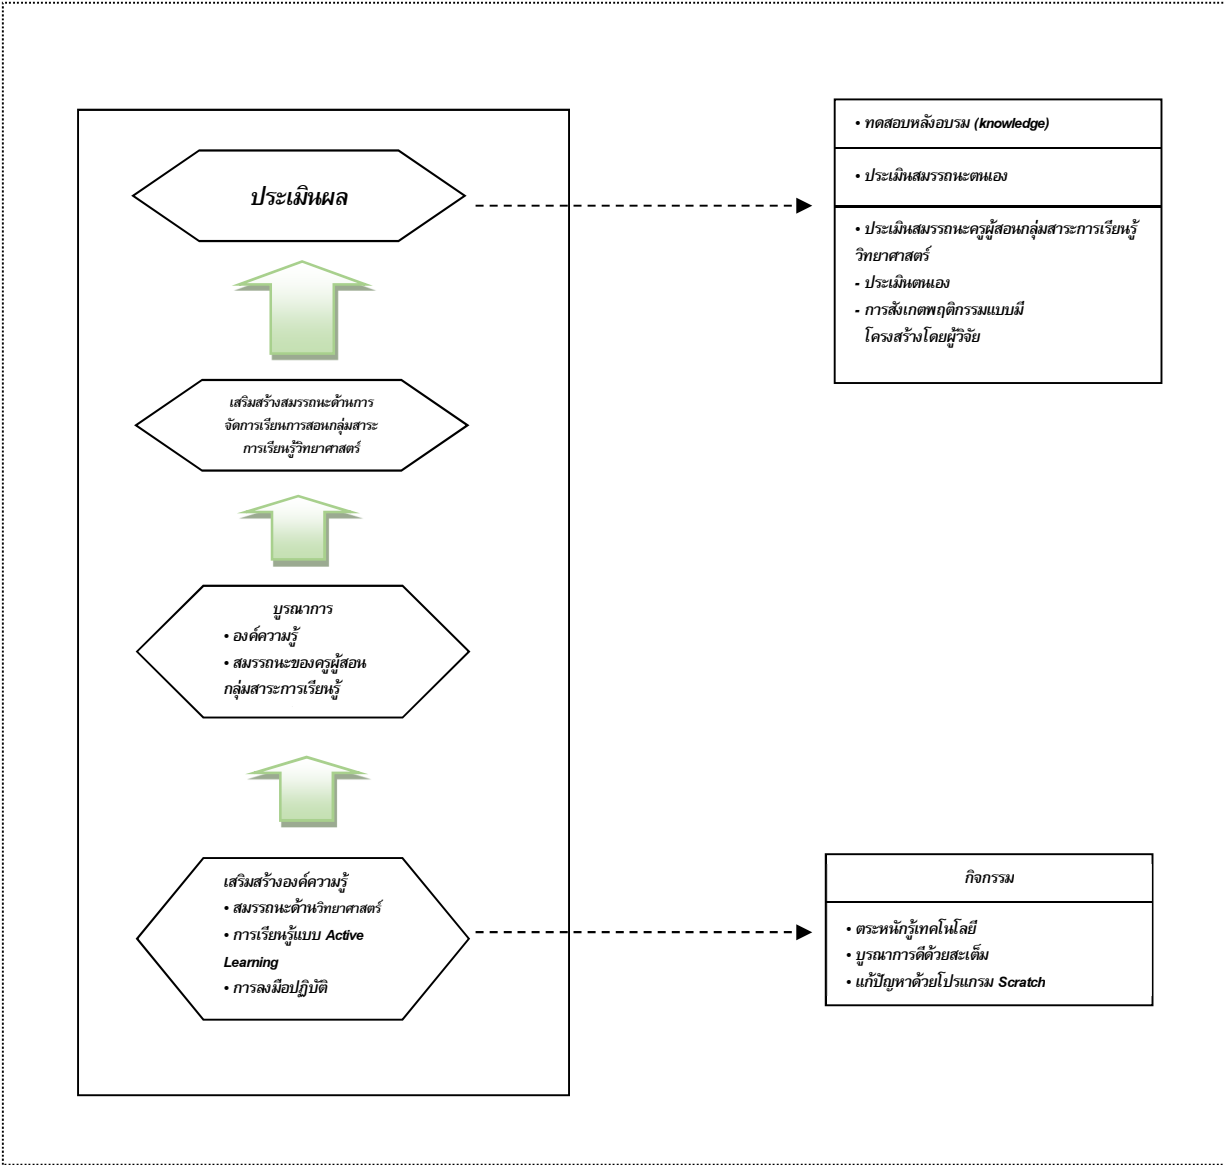 ประเมินผล
• ทดสอบหลังอบรม (knowledge)
• ประเมินสมรรถนะตนเอง
• ประเมินสมรรถนะครูผู้สอนกลุ่มสาระการเรียนรู้
วิทยาศาสตร์
- ประเมินตนเอง
- การสังเกตพฤติกรรมแบบมี
โครงสร้างโดยผู้วิจัย
เสริมสร้างสมรรถนะด้านการ
จัดการเรียนการสอนกลุ่มสาระ
การเรียนรู้วิทยาศาสตร์
บูรณาการ
• องค์ความรู้
• สมรรถนะของครูผู้สอน
กลุ่มสาระการเรียนรู้
เสริมสร้างองค์ความรู้
• สมรรถนะด้านวิทยาศาสตร์
• การเรียนรู้แบบ Active
Learning
• การลงมือปฏิบัติ
กิจกรรม
• ตระหนักรู้เทคโนโลยี
• บูรณาการดีด้วยสะเต็ม
• แก้ปัญหาด้วยโปรแกรม Scratch